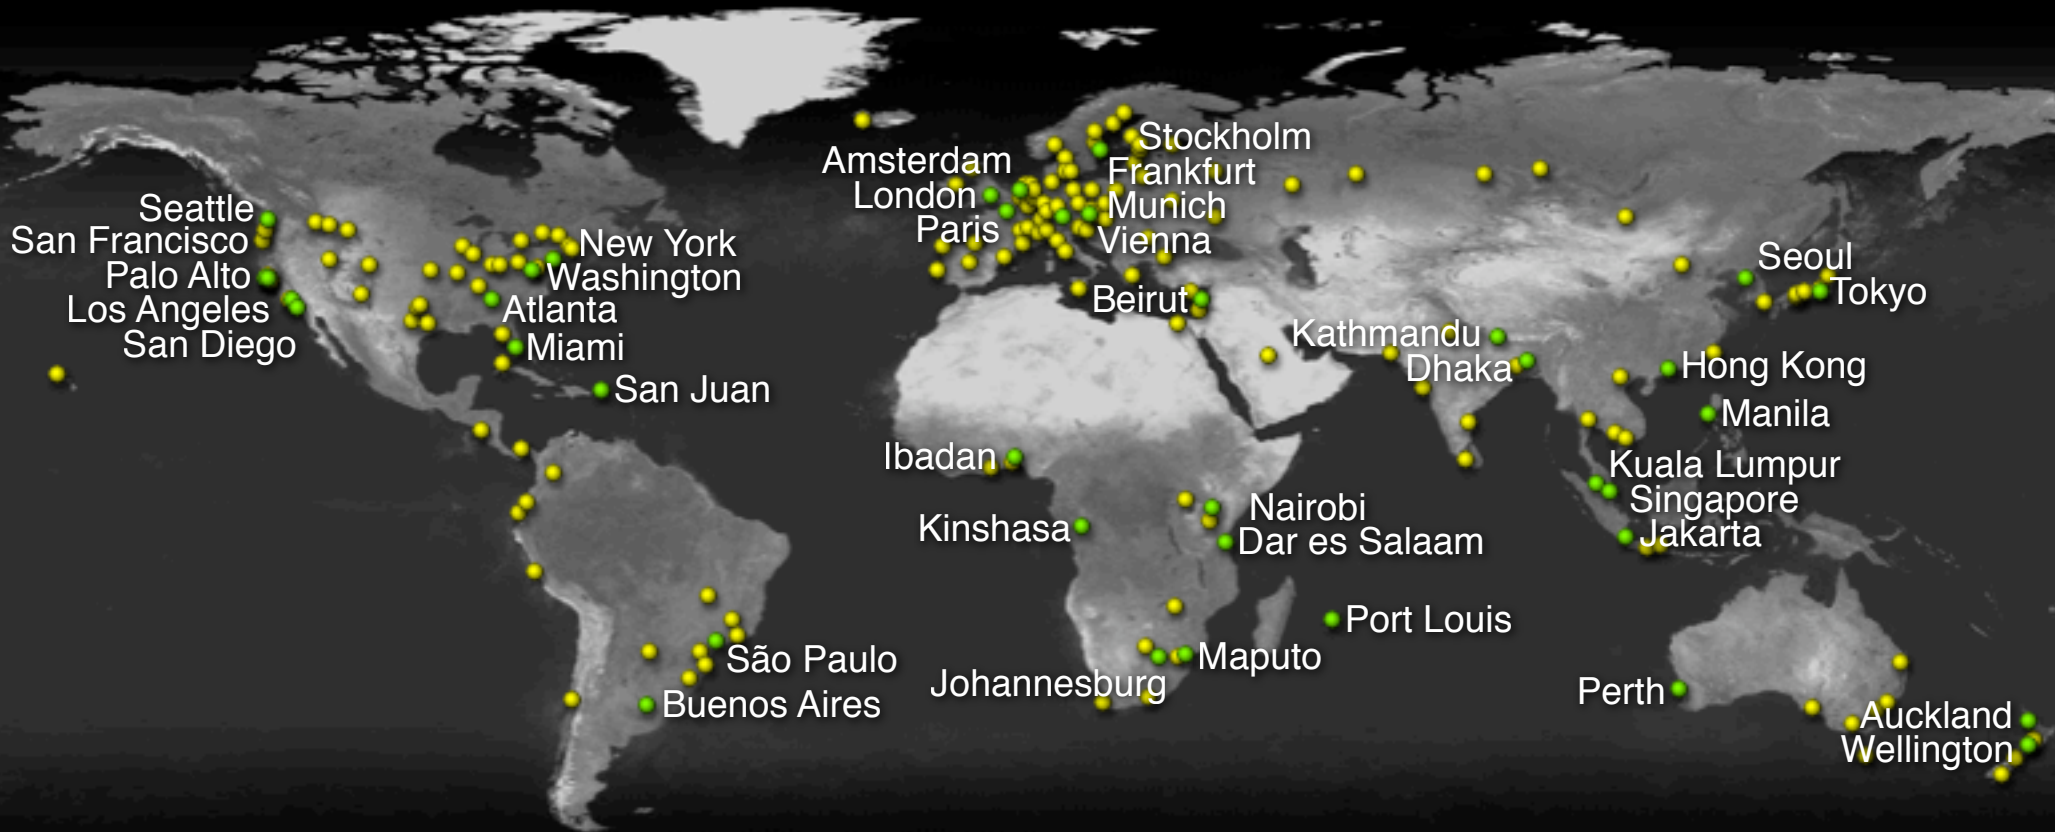 Stockholm
Amsterdam
Frankfurt
London
Munich
Paris
Vienna
Seattle
San Francisco
New York
Palo Alto
Washington
Los Angeles
Atlanta
San Diego
Miami
San Juan
Beirut
Seoul
Tokyo
Kathmandu
Dhaka
Hong Kong
Manila
Ibadan
Kuala Lumpur
Singapore
Nairobi
Kinshasa
Dar es Salaam
Jakarta
Port Louis
São Paulo
Maputo
Johannesburg
Buenos Aires
Perth
Auckland
Wellington